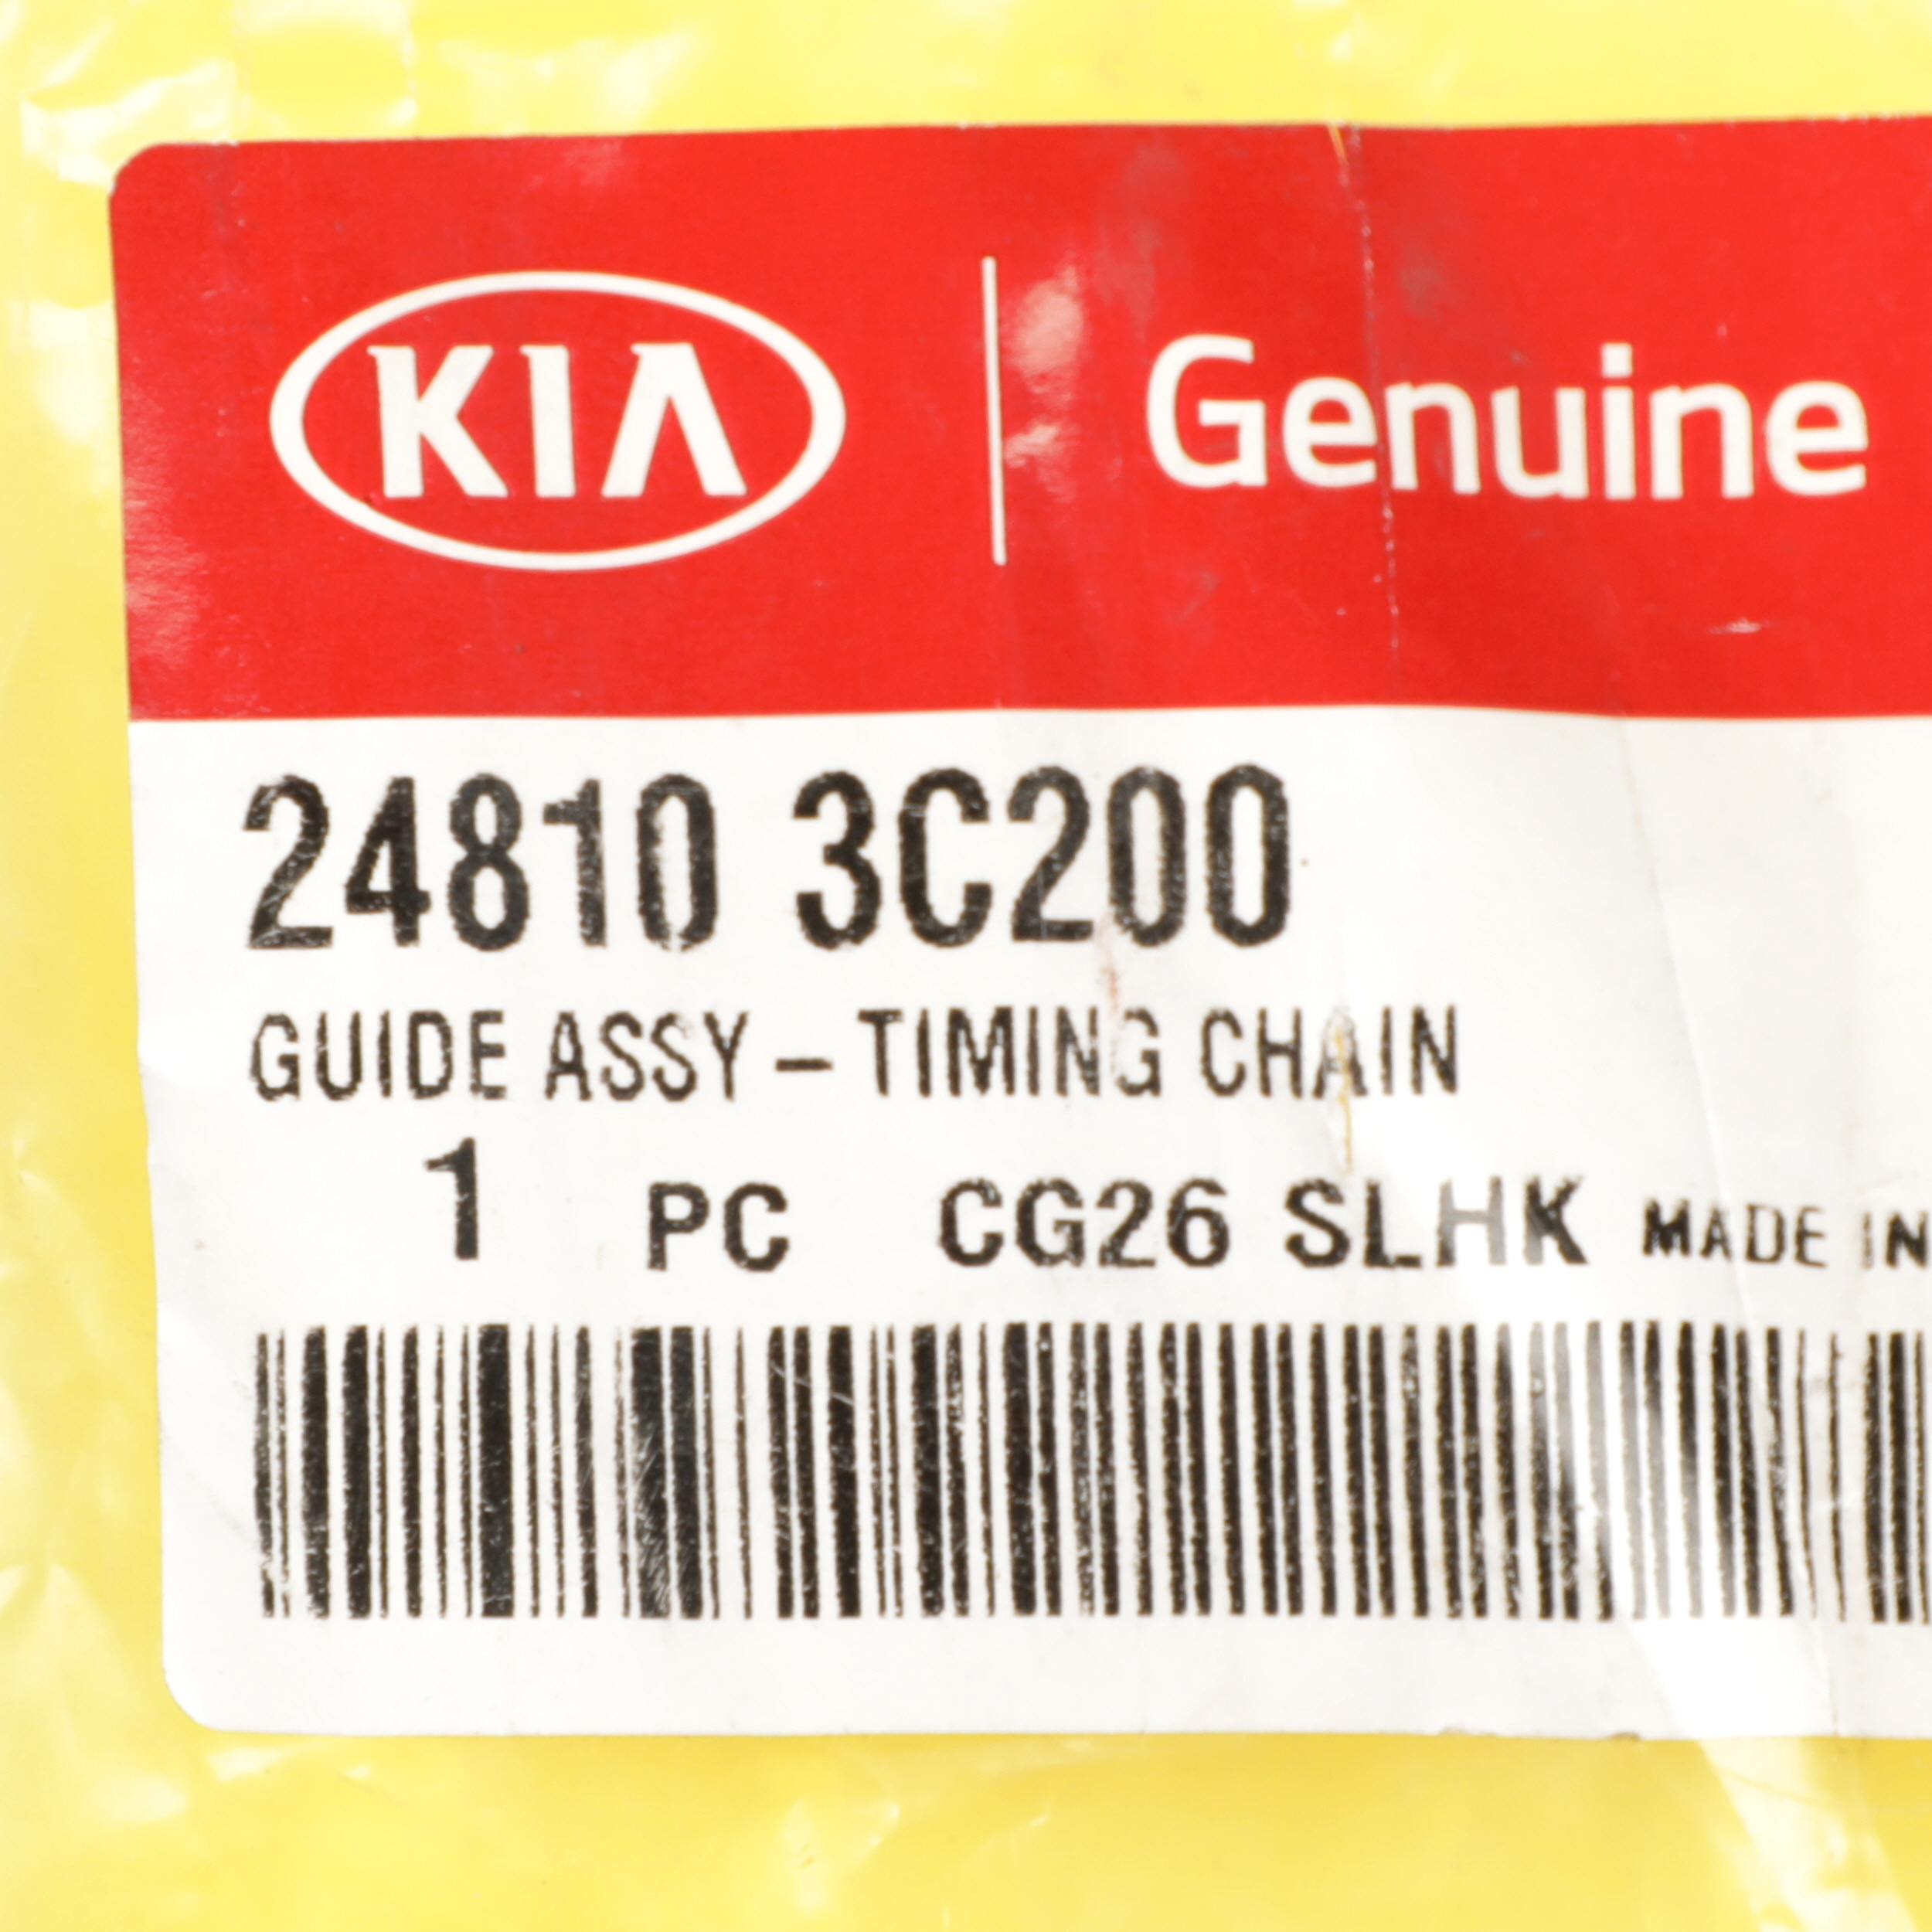 KIA Genuine
24810 3C200
GUIDE ASSY – TIMING CHAIN
1 PC CG26 SLHK MADE IN